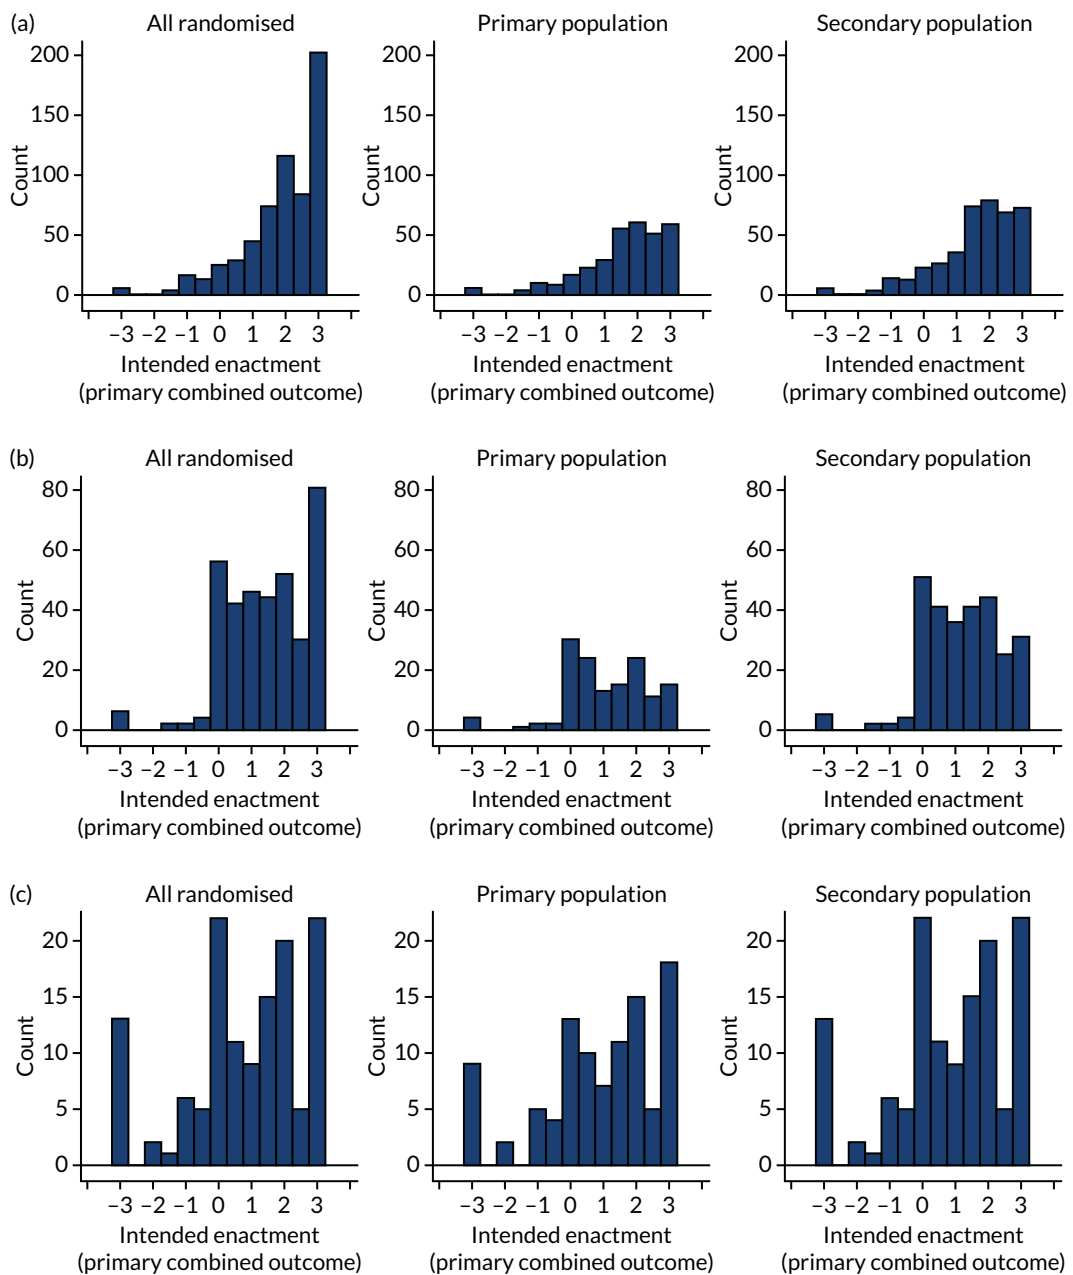 (a)
All randomised
Primary population
Secondary population
200
150
100
50
0
Count
−3 −2 −1 0 1 2 3
Intended enactment
(primary combined outcome)
200
150
100
50
0
Count
−3 −2 −1 0 1 2 3
Intended enactment
(primary combined outcome)
200
150
100
50
0
Count
−3 −2 −1 0 1 2 3
Intended enactment
(primary combined outcome)
(b)
All randomised
Primary population
Secondary population
80
60
40
20
0
Count
−3 −2 −1 0 1 2 3
Intended enactment
(primary combined outcome)
80
60
40
20
0
Count
−3 −2 −1 0 1 2 3
Intended enactment
(primary combined outcome)
80
60
40
20
0
Count
−3 −2 −1 0 1 2 3
Intended enactment
(primary combined outcome)
(c)
All randomised
Primary population
Secondary population
20
15
10
5
0
Count
−3 −2 −1 0 1 2 3
Intended enactment
(primary combined outcome)
20
15
10
5
0
Count
−3 −2 −1 0 1 2 3
Intended enactment
(primary combined outcome)
20
15
10
5
0
Count
−3 −2 −1 0 1 2 3
Intended enactment
(primary combined outcome)